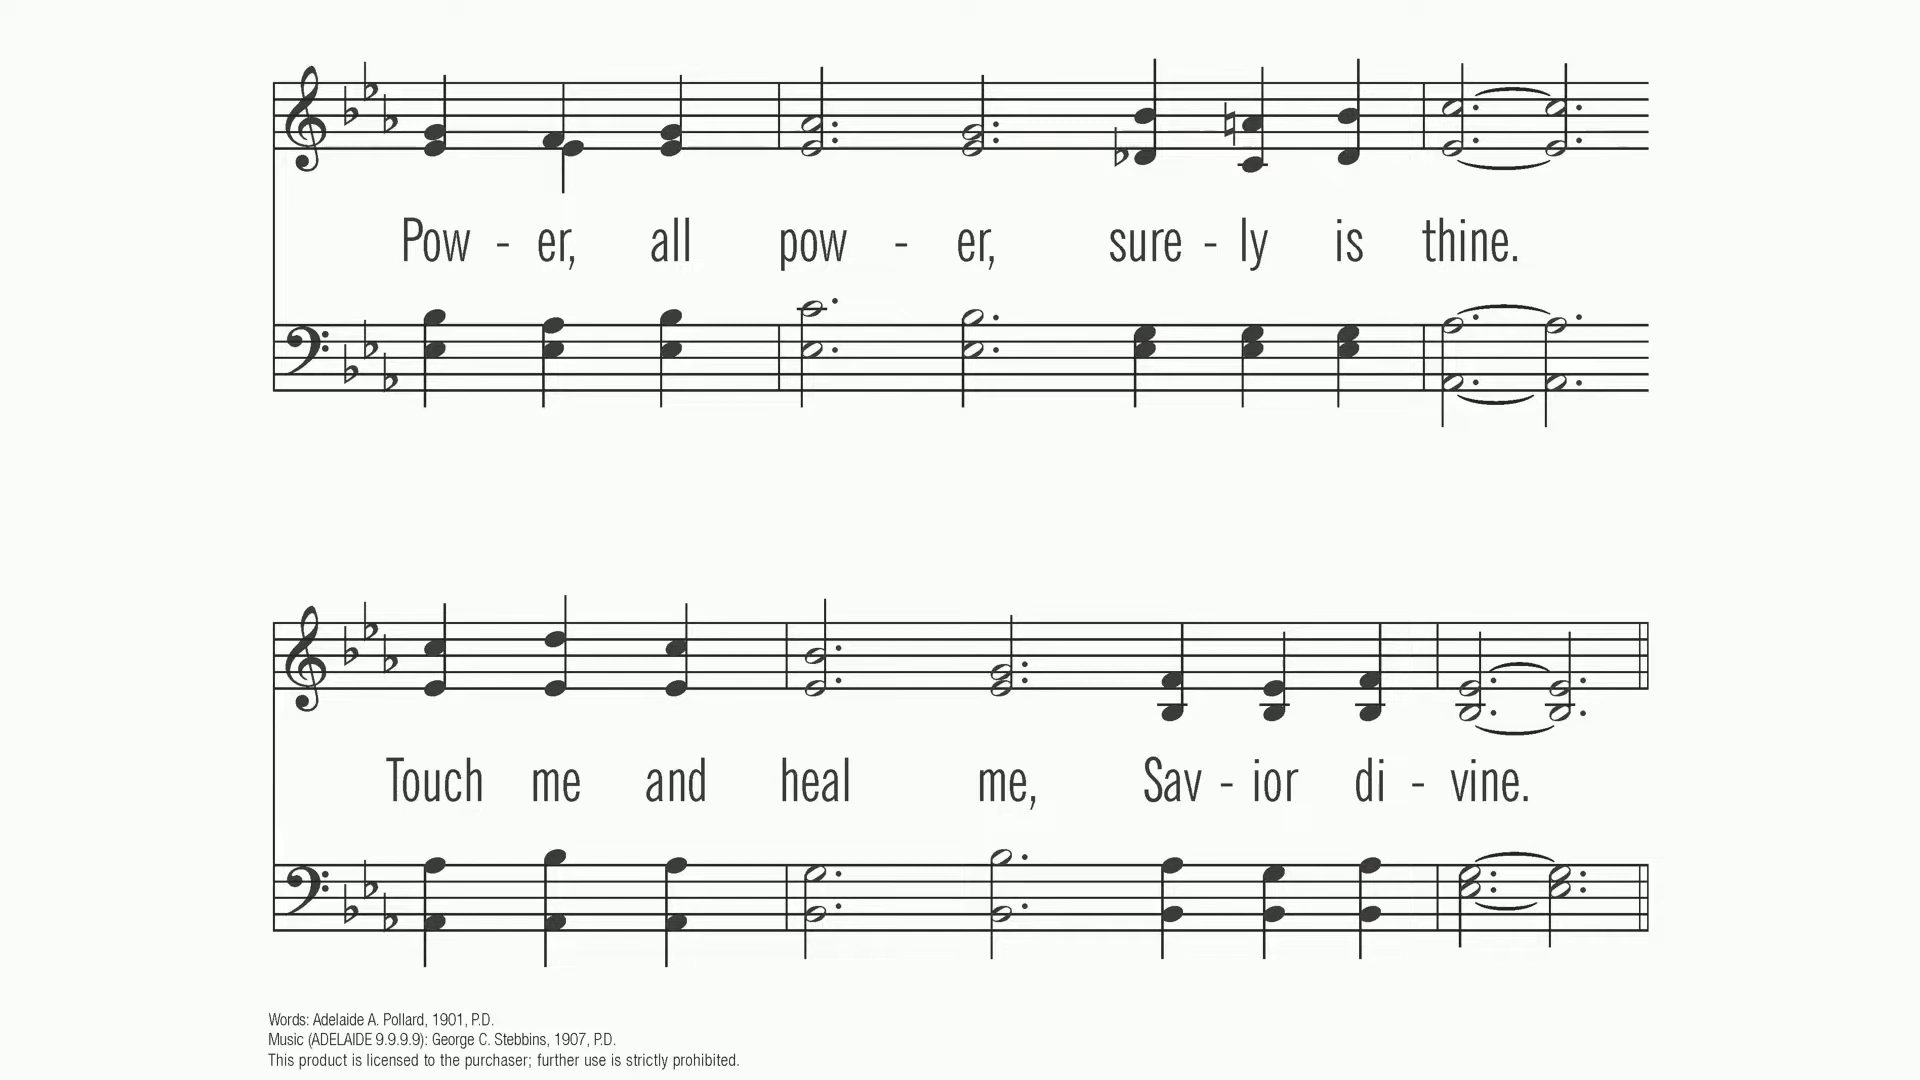 Pow - er, all pow - er, sure - ly is thine.
Touch me and heal me, Sav - ior di - vine.
Words: Adelaide A. Pollard, 1901, P.D.
Music (ADELAIDE 9.9.9.9): George C. Stebbins, 1907, P.D.
This product is licensed to the purchaser; further use is strictly prohibited.